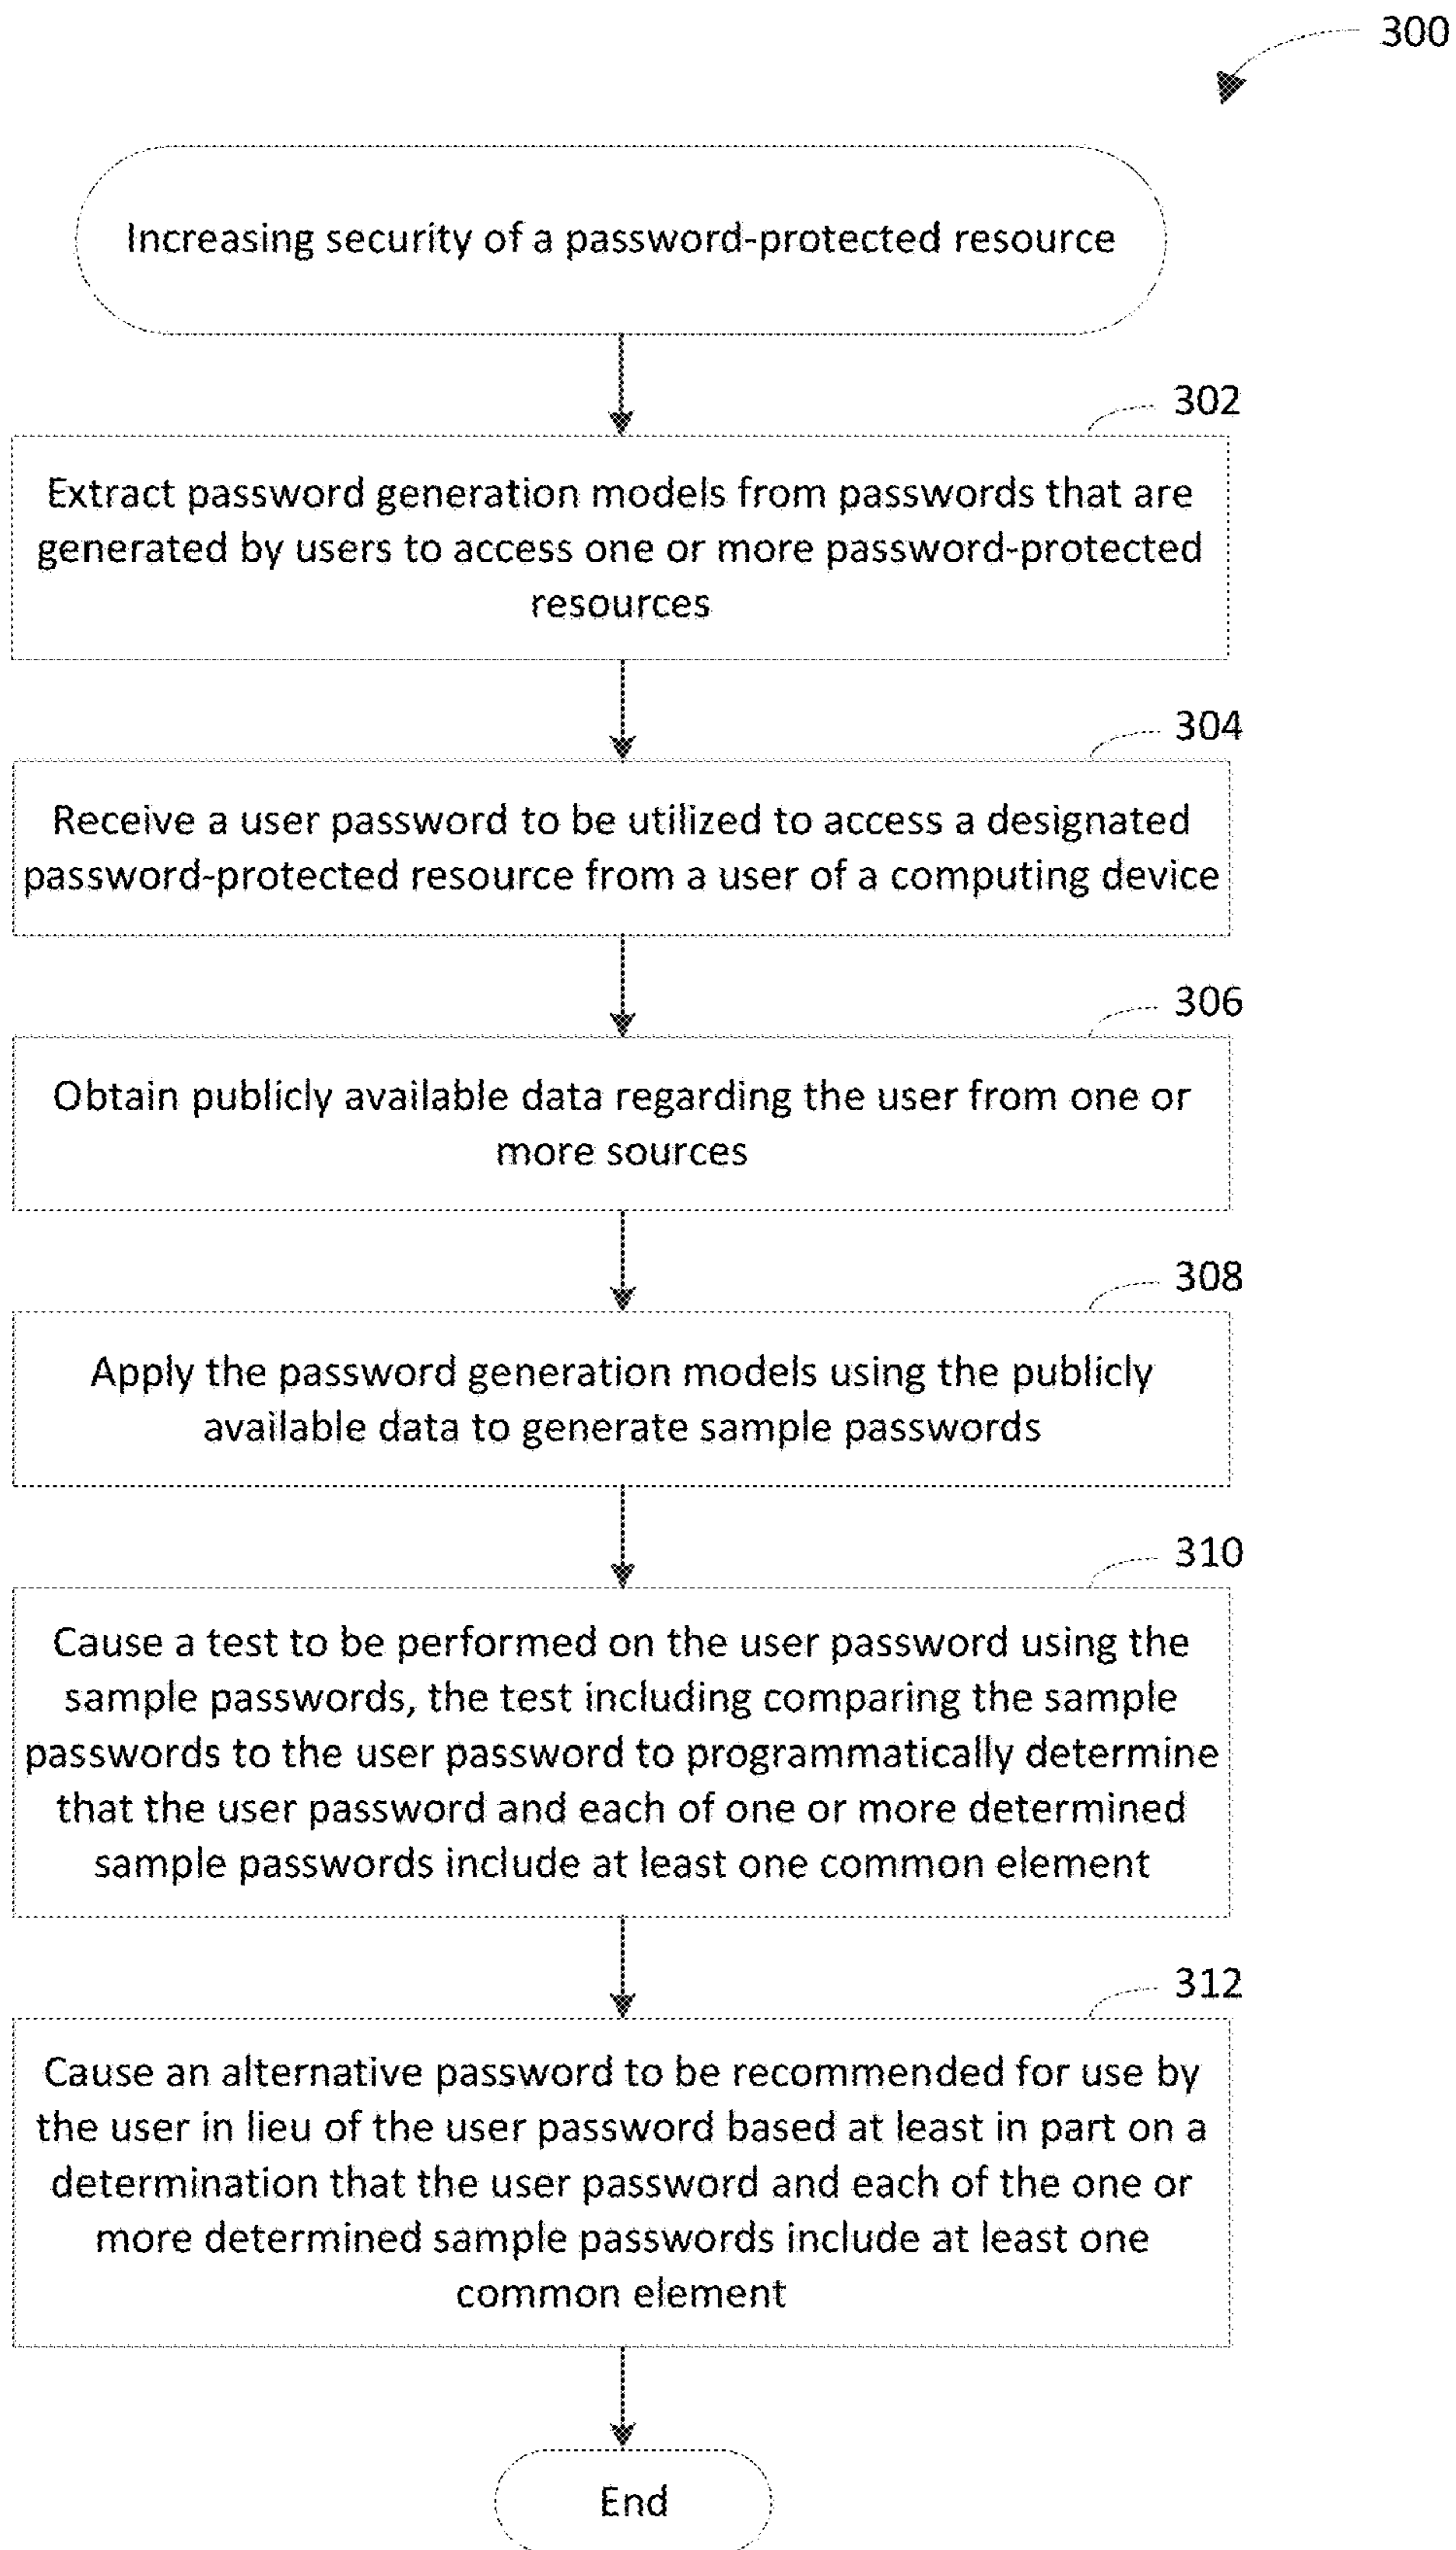 300
Increasing security of a password-protected resource
302
Extract password generation models from passwords that are
generated by users to access one or more password-protected
resources
304
Receive a user password to be utilized to access a designated
password-protected resource from a user of a computing device
306
Obtain publicly available data regarding the user from one or
more sources
308
Apply the password generation models using the publicly
available data to generate sample passwords
310
Cause a test to be performed on the user password using the
sample passwords, the test including comparing the sample
passwords to the user password to programmatically determine
that the user password and each of one or more determined
sample passwords include at least one common element
312
Cause an alternative password to be recommended for use by
the user in lieu of the user password based at least in part on a
determination that the user password and each of the one or
more determined sample passwords include at least one
common element
End